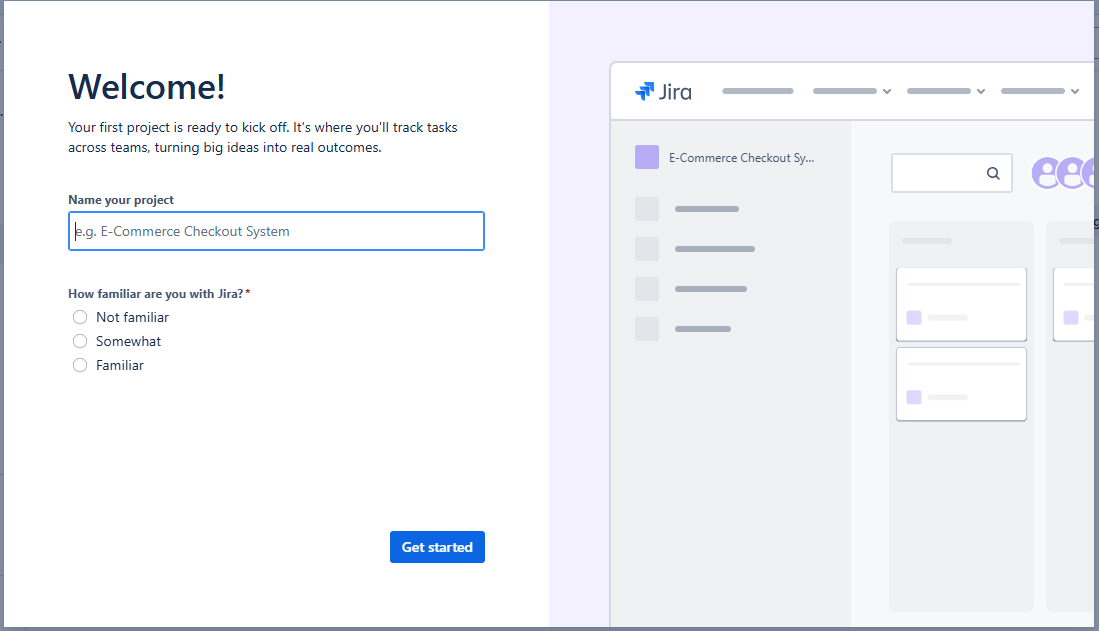 Welcome!
Your first project is ready to kick off. It's where you'll track tasks
across teams, turning big ideas into real outcomes.
Name your project
e.g. E-Commerce Checkout System
How familiar are you with Jira?*
Not familiar
Somewhat
Familiar
Get started
Jira
E-Commerce Checkout Sy...